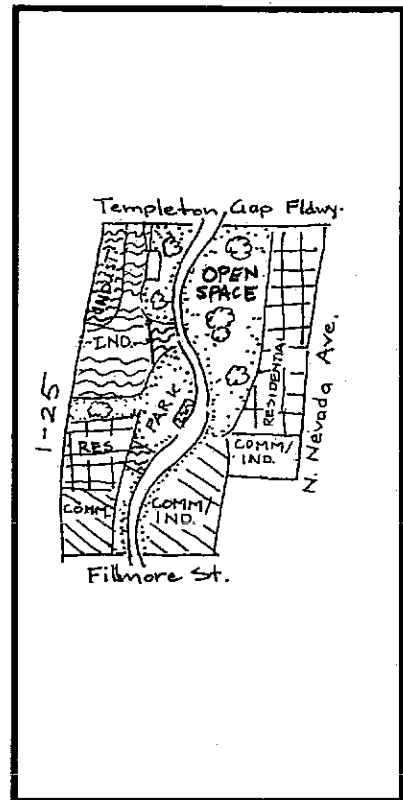 Templeton Gap Fldwy.
OPEN
SPACE
IND.
PARK
RESIDENTIAL
N. Nevada Ave.
I-25
RES
COMM/
IND.
COMM
COMM/
IND.
Fillmore St.